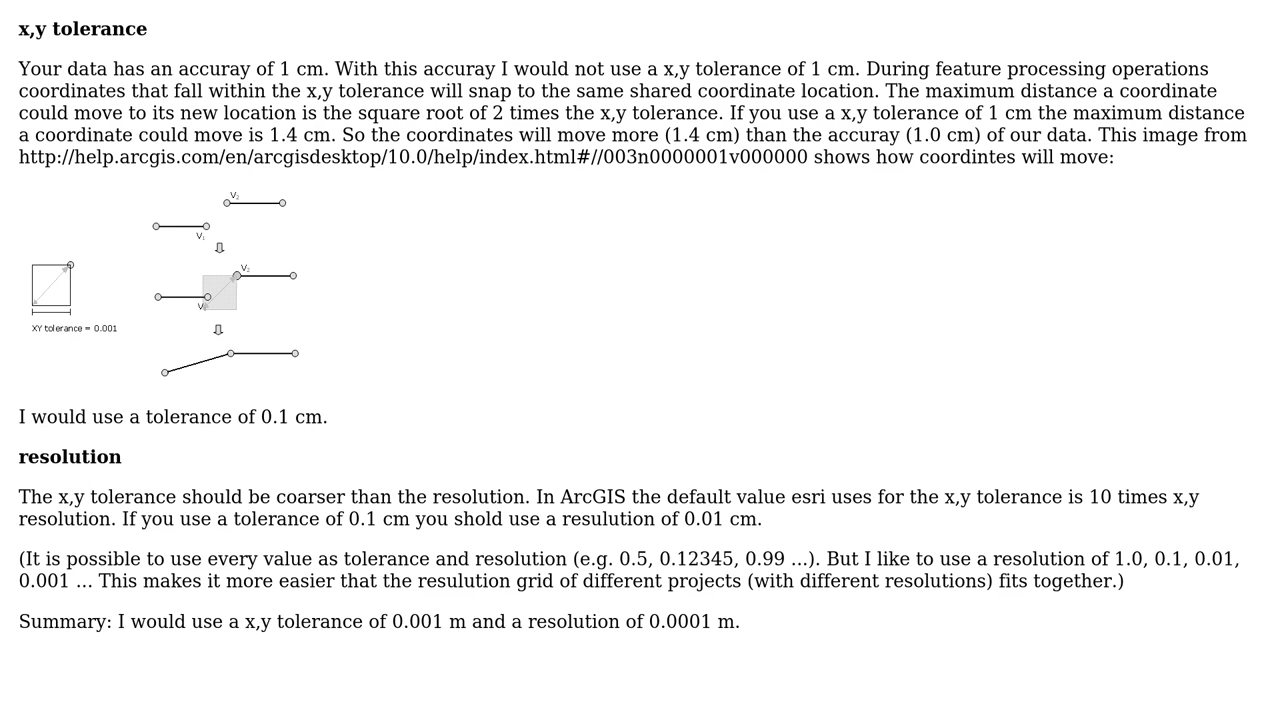 x,y tolerance
Your data has an accuray of 1 cm. With this accuray I would not use a x,y tolerance of 1 cm. During feature processing operations
coordinates that fall within the x,y tolerance will snap to the same shared coordinate location. The maximum distance a coordinate
could move to its new location is the square root of 2 times the x,y tolerance. If you use a x,y tolerance of 1 cm the maximum distance
a coordinate could move is 1.4 cm. So the coordinates will move more (1.4 cm) than the accuray (1.0 cm) of our data. This image from
http://help.arcgis.com/en/arcgisdesktop/10.0/help/index.html#//003n0000001v000000 shows how coordintes will move:
V₂
V₁
V₂
V
XY tolerance = 0.001
I would use a tolerance of 0.1 cm.
resolution
The x,y tolerance should be coarser than the resolution. In ArcGIS the default value esri uses for the x,y tolerance is 10 times x,y
resolution. If you use a tolerance of 0.1 cm you shold use a resulution of 0.01 cm.
(It is possible to use every value as tolerance and resolution (e.g. 0.5, 0.12345, 0.99 ...). But I like to use a resolution of 1.0, 0.1, 0.01,
0.001 ... This makes it more easier that the resulution grid of different projects (with different resolutions) fits together.)
Summary: I would use a x,y tolerance of 0.001 m and a resolution of 0.0001 m.